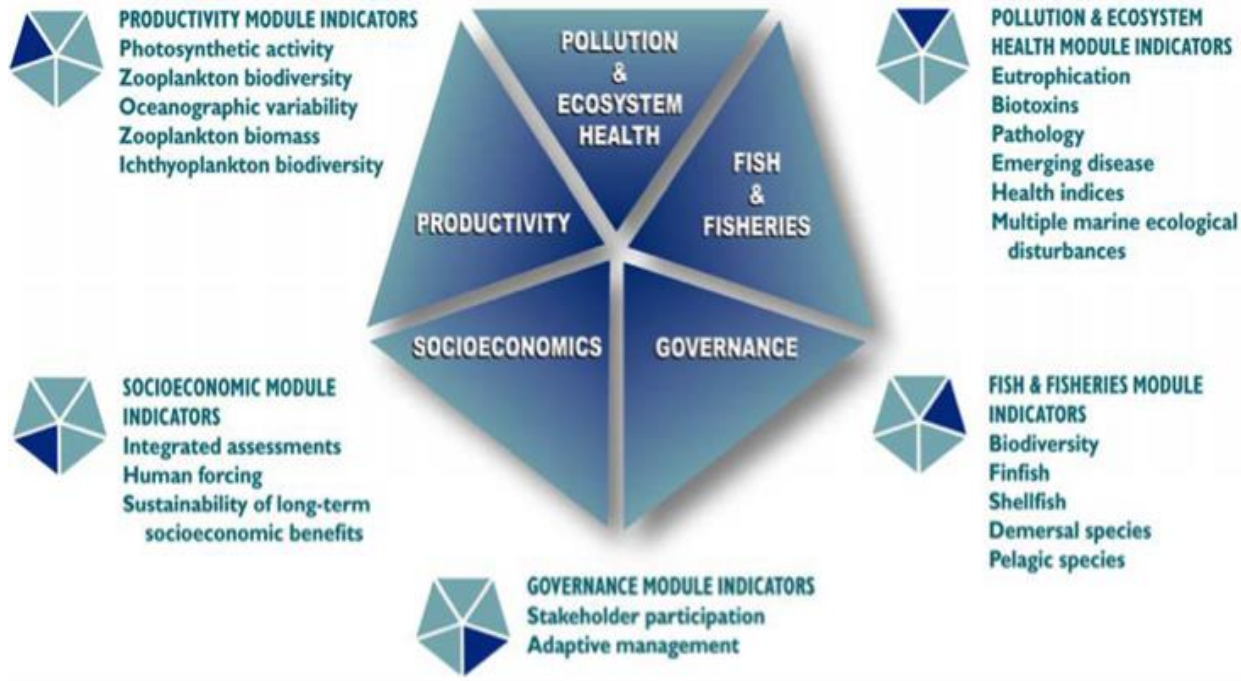 PRODUCTIVITY MODULE INDICATORS
Photosynthetic activity
Zooplankton biodiversity
Oceanographic variability
Zooplankton biomass
Ichthyoplankton biodiversity
POLLUTION
&
ECOSYSTEM
HEALTH
FISH
&
FISHERIES
PRODUCTIVITY
SOCIOECONOMICS
GOVERNANCE
POLLUTION & ECOSYSTEM
HEALTH MODULE INDICATORS
Eutrophication
Biotoxins
Pathology
Emerging disease
Health indices
Multiple marine ecological
disturbances
SOCIOECONOMIC MODULE
INDICATORS
Integrated assessments
Human forcing
Sustainability of long-term
socioeconomic benefits
FISH & FISHERIES MODULE
INDICATORS
Biodiversity
Finfish
Shellfish
Demersal species
Pelagic species
GOVERNANCE MODULE INDICATORS
Stakeholder participation
Adaptive management